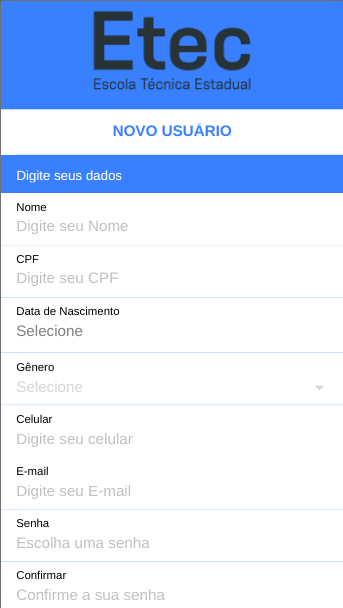 Etec
Escola Técnica Estadual
NOVO USUÁRIO
Digite seus dados
Nome
Digite seu Nome
CPF
Digite seu CPF
Data de Nascimento
Selecione
Gênero
Selecione
Celular
Digite seu celular
E-mail
Digite seu E-mail
Senha
Escolha uma senha
Confirmar
Confirme a sua senha